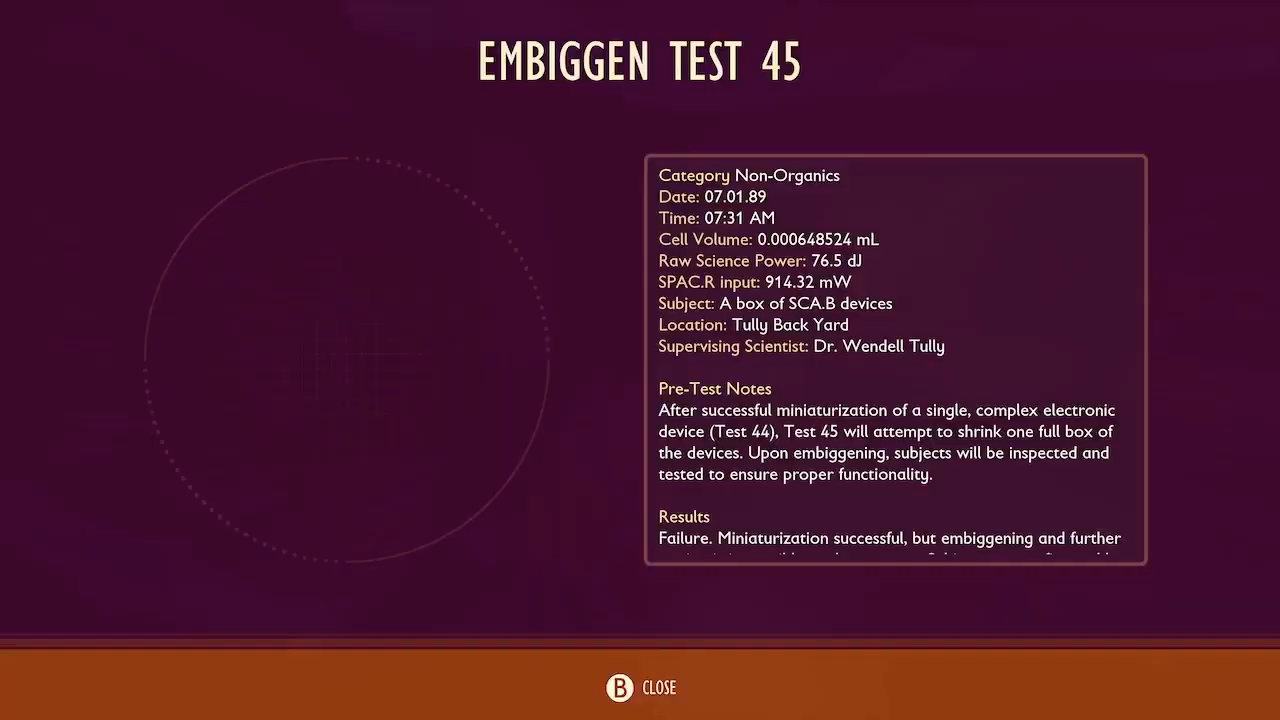 EMBIGGEN TEST 45
Category Non-Organics
Date: 07.01.89
Time: 07:31 AM
Cell Volume: 0.000648524 mL
Raw Science Power: 76.5 dJ
SPAC.R input: 914.32 mW
Subject: A box of SCA.B devices
Location: Tully Back Yard
Supervising Scientist: Dr. Wendell Tully
Pre-Test Notes
After successful miniaturization of a single, complex electronic
device (Test 44), Test 45 will attempt to shrink one full box of
the devices. Upon embiggening, subjects will be inspected and
tested to ensure proper functionality.
Results
Failure. Miniaturization successful, but embiggening and further
B CLOSE